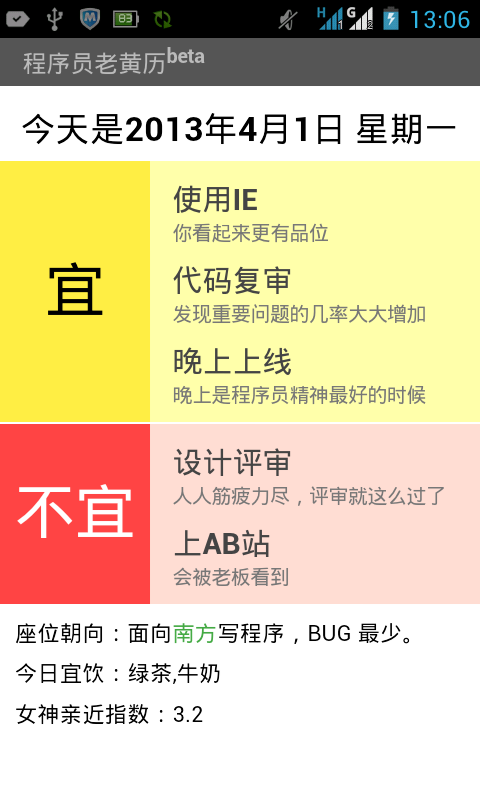 83 H 1 G 2 13:06
程序员老黄历beta
今天是2013年4月1日 星期一
宜
使用IE
你看起来更有品位
代码复审
发现重要问题的几率大大增加
晚上上线
晚上是程序员精神最好的时候
不宜
设计评审
人人筋疲力尽，评审就这么过了
上AB站
会被老板看到
座位朝向：面向南方写程序，BUG 最少。
今日宜饮：绿茶,牛奶
女神亲近指数：3.2